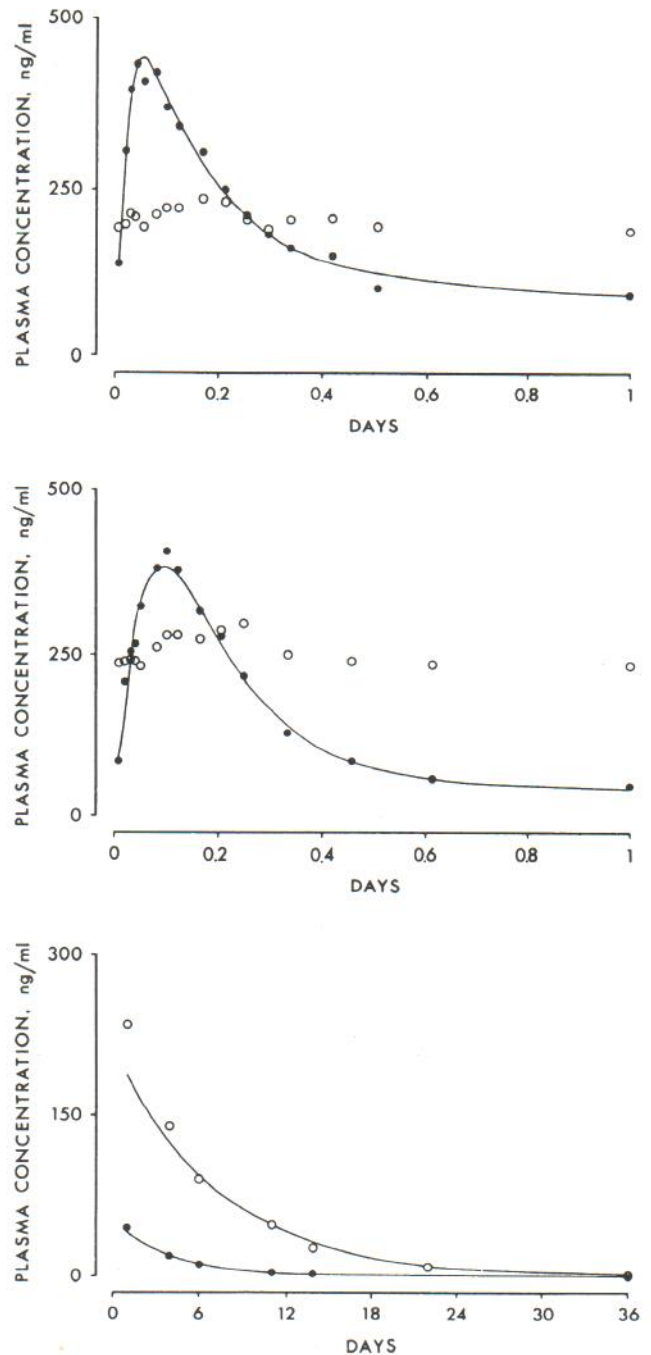 PLASMA CONCENTRATION, ng/ml
500
250
0
0 0.2 0.4 0.6 0.8 1
DAYS
PLASMA CONCENTRATION, ng/ml
500
250
0
0 0.2 0.4 0.6 0.8 1
DAYS
PLASMA CONCENTRATION, ng/ml
300
150
0
0 6 12 18 24 30 36
DAYS